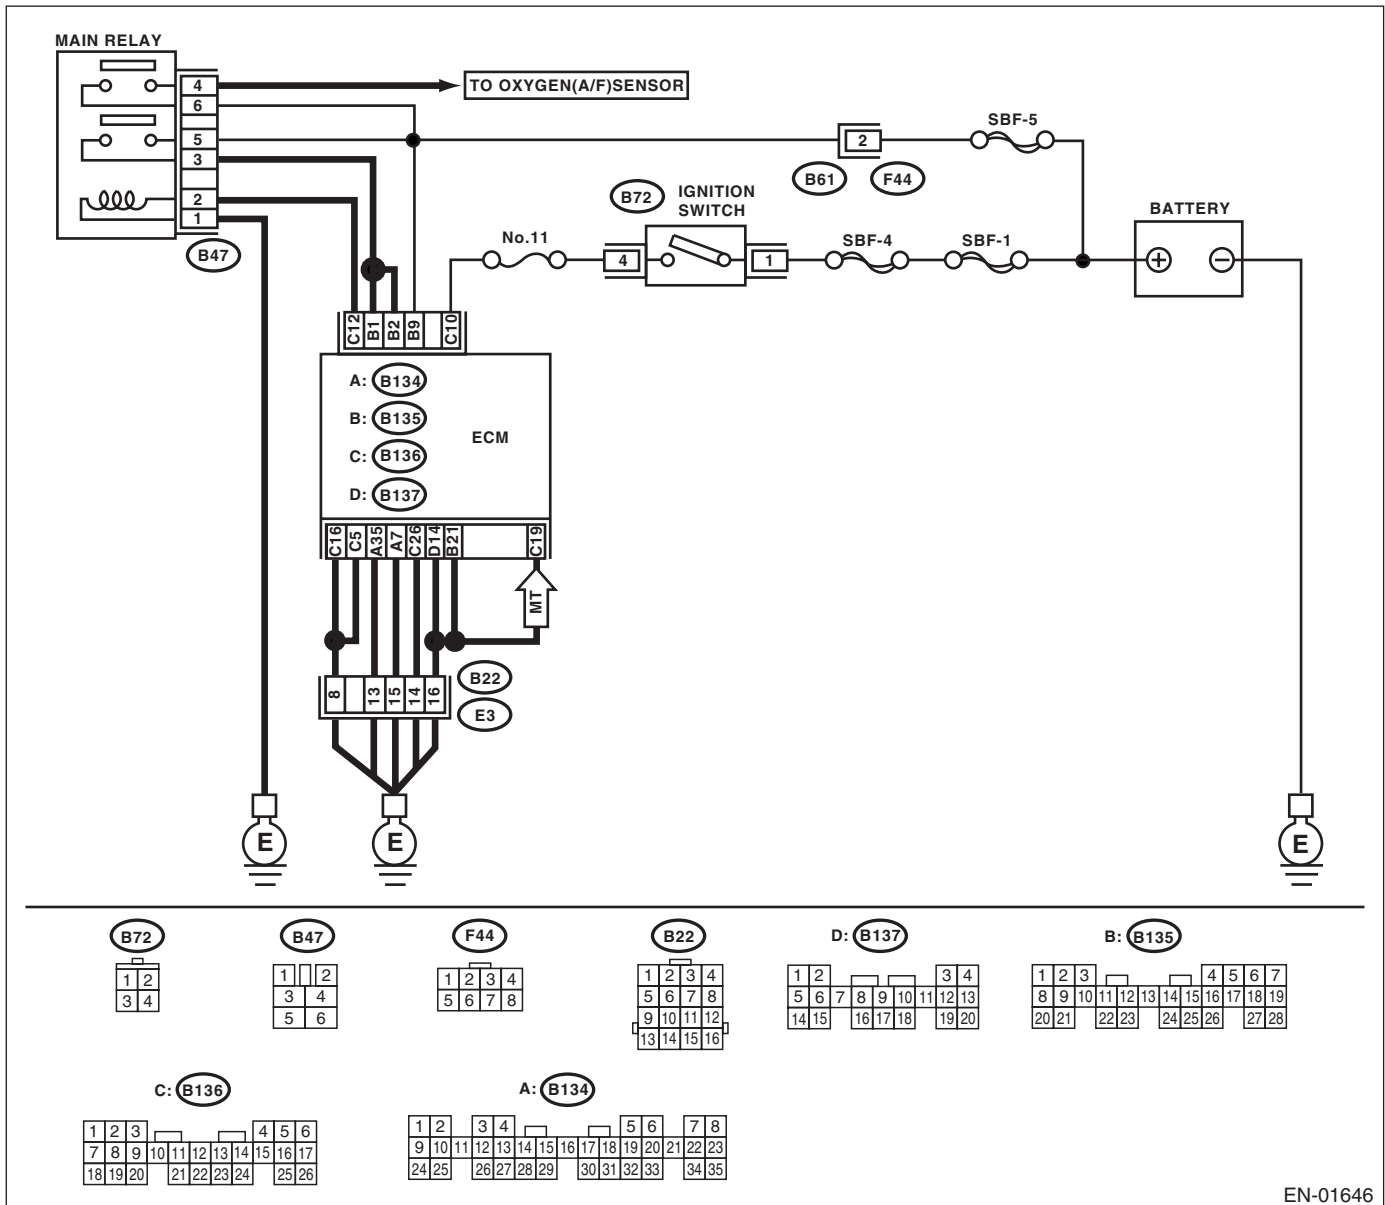 MAIN RELAY
4
6
5
3
2
1
B47
TO OXYGEN(A/F)SENSOR
2
B61
F44
SBF-5
B72
IGNITION
SWITCH
No.11
4
1
SBF-4
SBF-1
BATTERY
+
−
C12
B1
B2
B9
C10
A: B134
B: B135
C: B136
D: B137
ECM
C16
C5
A35
A7
C26
D14
B21
C19
MT
8
13
15
14
16
B22
E3
E
E
E
B72
1 2
3 4
B47
1 2
3 4
5 6
F44
1 2 3 4
5 6 7 8
B22
1 2 3 4
5 6 7 8
9 10 11 12
13 14 15 16
D: B137
1 2 3 4
5 6 7 8 9 10 11 12 13
14 15 16 17 18 19 20
B: B135
1 2 3 4 5 6 7
8 9 10 11 12 13 14 15 16 17 18 19
20 21 22 23 24 25 26 27 28
C: B136
1 2 3 4 5 6
7 8 9 10 11 12 13 14 15 16 17
18 19 20 21 22 23 24 25 26
A: B134
1 2 3 4 5 6 7 8
9 10 11 12 13 14 15 16 17 18 19 20 21 22 23
24 25 26 27 28 29 30 31 32 33 34 35
EN-01646